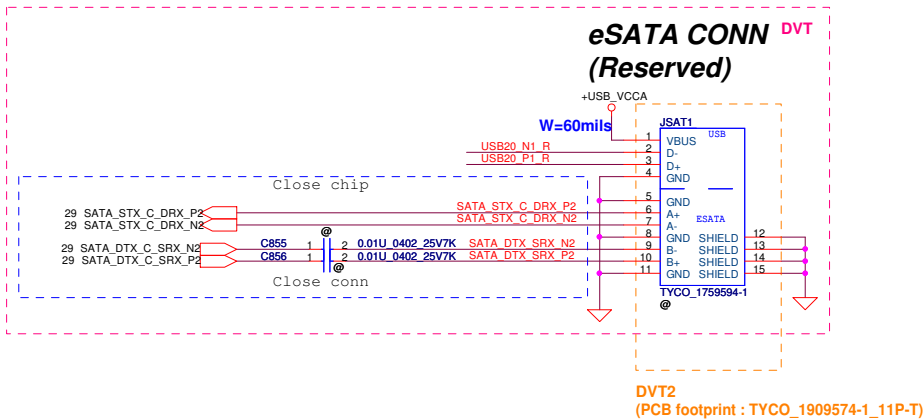 eSATA CONN DVT
(Reserved)
+USB_VCCA
W=60mils
JSAT1
USB
1 VBUS
USB20_N1_R 2 D-
USB20_P1_R 3 D+
4 GND
Close chip
5 GND
29 SATA_STX_C_DRX_P2 SATA_STX_C_DRX_P2 6 A+
29 SATA_STX_C_DRX_N2 SATA_STX_C_DRX_N2 7 A-
ESATA
@
8 GND SHIELD 12
29 SATA_DTX_C_SRX_N2 C855 1 2 0.01U_0402_25V7K SATA_DTX_SRX_N2 9 B- SHIELD 13
29 SATA_DTX_C_SRX_P2 C856 1 2 0.01U_0402_25V7K SATA_DTX_SRX_P2 10 B+ SHIELD 14
@
11 GND SHIELD 15
Close conn
TYCO_1759594-1
@
DVT2
(PCB footprint : TYCO_1909574-1_11P-T)